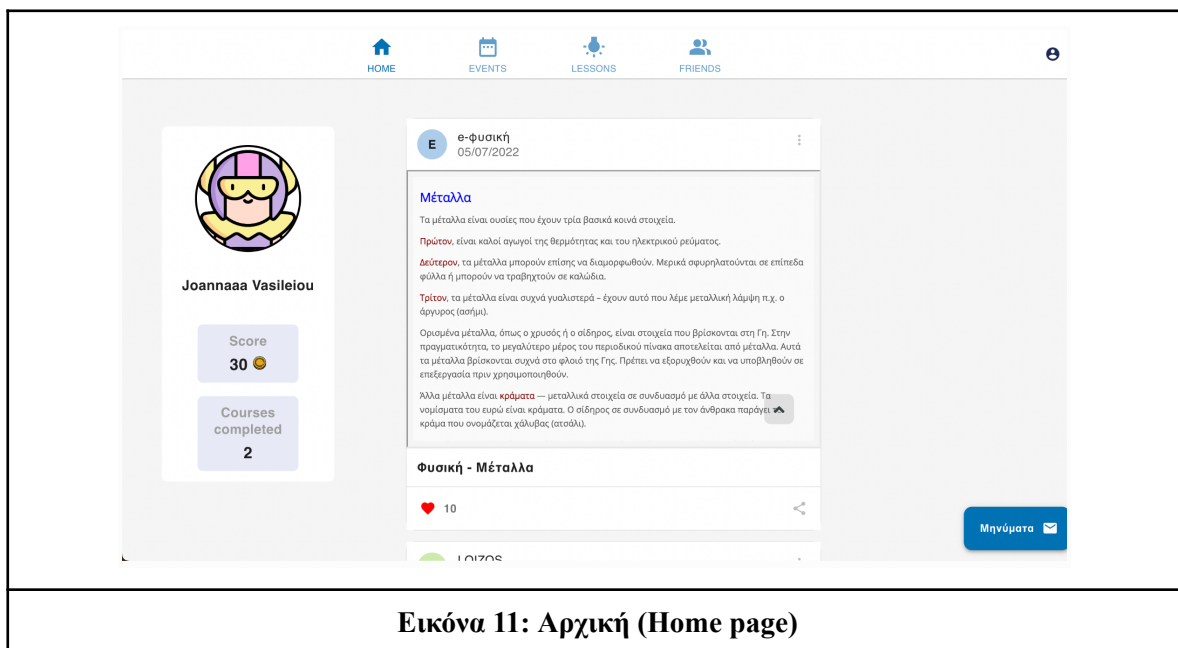 HOME
EVENTS
LESSONS
FRIENDS
Joannaaa Vasileiou
Score
30
Courses
completed
2
E
e-φυσική
05/07/2022
Μέταλλα
Τα μέταλλα είναι ουσίες που έχουν τρία βασικά κοινά στοιχεία.
Πρώτον, είναι καλοί αγωγοί της θερμότητας και του ηλεκτρικού ρεύματος.
Δεύτερον, τα μέταλλα μπορούν επίσης να διαμορφωθούν. Μερικά σφυρηλατούνται σε επίπεδα
φύλλα ή μπορούν να τραβηχτούν σε καλώδια.
Τρίτον, τα μέταλλα είναι συχνά γυαλιστερά – έχουν αυτό που λέμε μεταλλική λάμψη π.χ. ο
άργυρος (ασήμι).
Ορισμένα μέταλλα, όπως ο χρυσός ή ο σίδηρος, είναι στοιχεία που βρίσκονται στη Γη. Στην
πραγματικότητα, το μεγαλύτερο μέρος του περιοδικού πίνακα αποτελείται από μέταλλα. Αυτά
τα μέταλλα βρίσκονται συχνά στο φλοιό της Γης. Πρέπει να εξορυχθούν και να υποβληθούν σε
επεξεργασία πριν χρησιμοποιηθούν.
Άλλα μέταλλα είναι κράματα — μεταλλικά στοιχεία σε συνδυασμό με άλλα στοιχεία. Τα
νομίσματα του ευρώ είναι κράματα. Ο σίδηρος σε συνδυασμό με τον άνθρακα παράγει
κράμα που ονομάζεται χάλυβας (ατσάλι).
Φυσική - Μέταλλα
10
LOIZOS
Μηνύματα
Εικόνα 11: Αρχική (Home page)